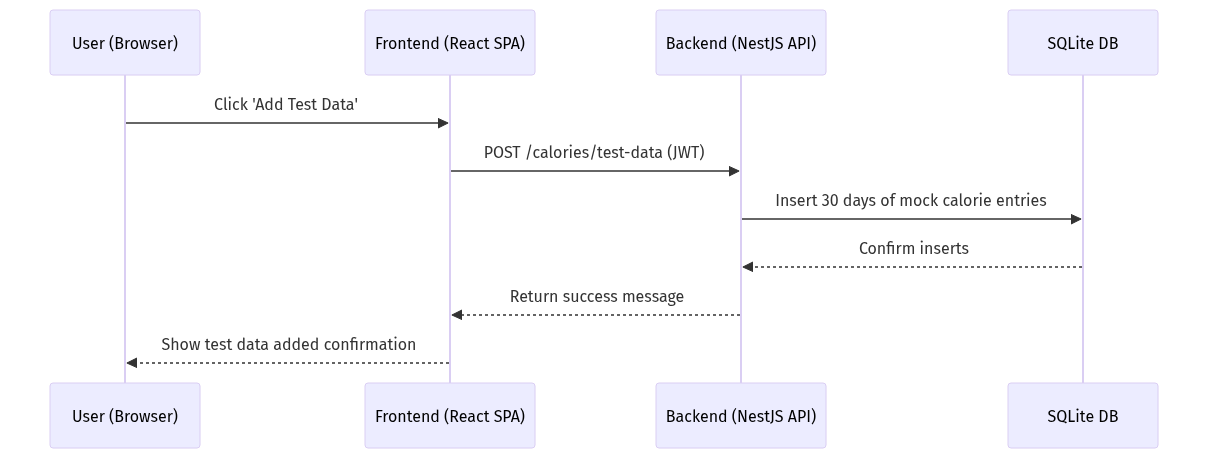 User (Browser)
Frontend (React SPA)
Backend (NestJS API)
SQLite DB
Click 'Add Test Data'
POST /calories/test-data (JWT)
Insert 30 days of mock calorie entries
Confirm inserts
Return success message
Show test data added confirmation
User (Browser)
Frontend (React SPA)
Backend (NestJS API)
SQLite DB